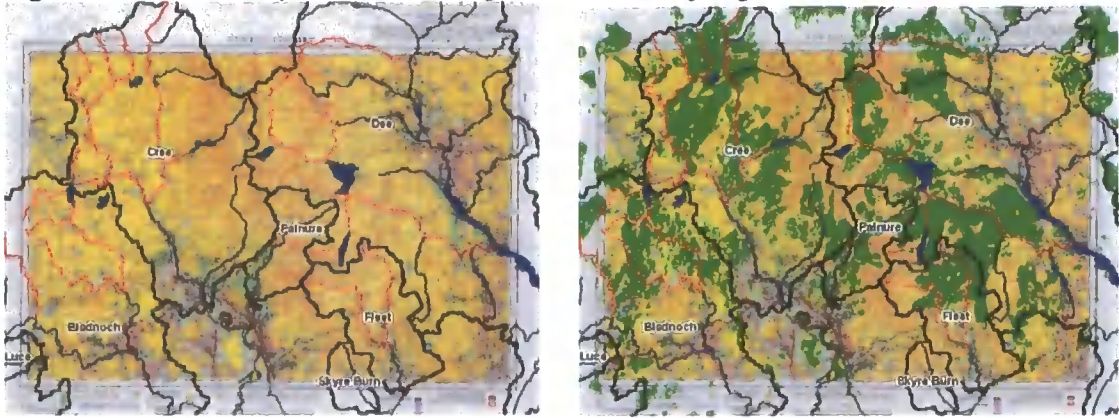 Dee
Cree
Palnure
Fleet
Bladnoch
Luce
Skyre Burn
Dee
Cree
Palnure
Fleet
Bladnoch
Luce
Skyre Burn